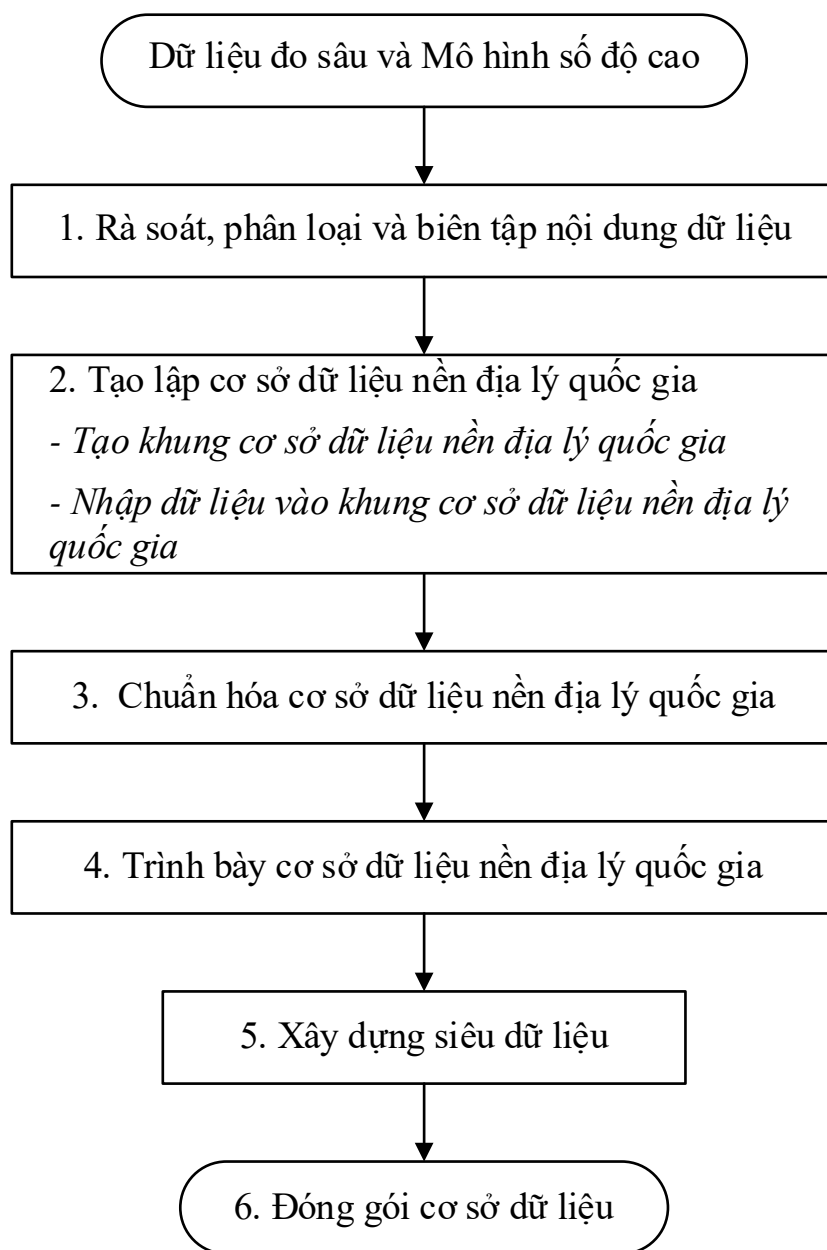 Dữ liệu đo sâu và Mô hình số độ cao
1. Rà soát, phân loại và biên tập nội dung dữ liệu
2. Tạo lập cơ sở dữ liệu nền địa lý quốc gia
- Tạo khung cơ sở dữ liệu nền địa lý quốc gia
- Nhập dữ liệu vào khung cơ sở dữ liệu nền địa lý
quốc gia
3. Chuẩn hóa cơ sở dữ liệu nền địa lý quốc gia
4. Trình bày cơ sở dữ liệu nền địa lý quốc gia
5. Xây dựng siêu dữ liệu
6. Đóng gói cơ sở dữ liệu